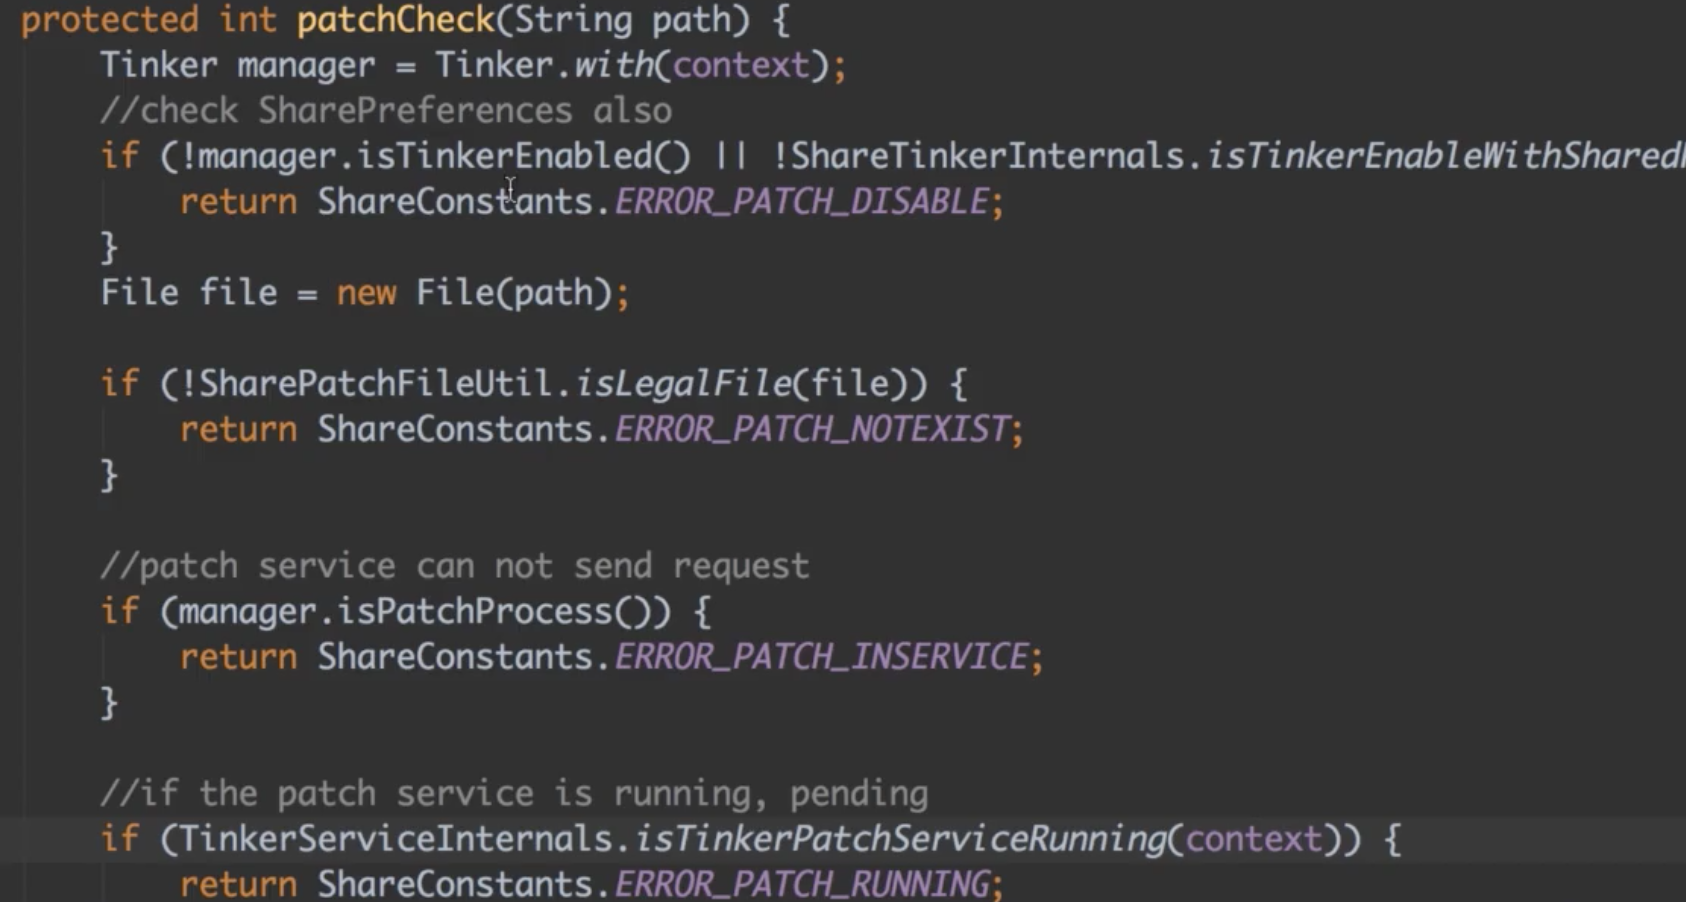 protected int patchCheck(String path) {
Tinker manager = Tinker.with(context);
//check SharePreferences also
if (!manager.isTinkerEnabled() || !ShareTinkerInternals.isTinkerEnableWithShared
return ShareConstants.ERROR_PATCH_DISABLE;
}
File file = new File(path);
if (!SharePatchFileUtil.isLegalFile(file)) {
return ShareConstants.ERROR_PATCH_NOTEXIST;
}
//patch service can not send request
if (manager.isPatchProcess()) {
return ShareConstants.ERROR_PATCH_INSERVICE;
}
//if the patch service is running, pending
if (TinkerServiceInternals.isTinkerPatchServiceRunning(context)) {
return ShareConstants.ERROR_PATCH_RUNNING;